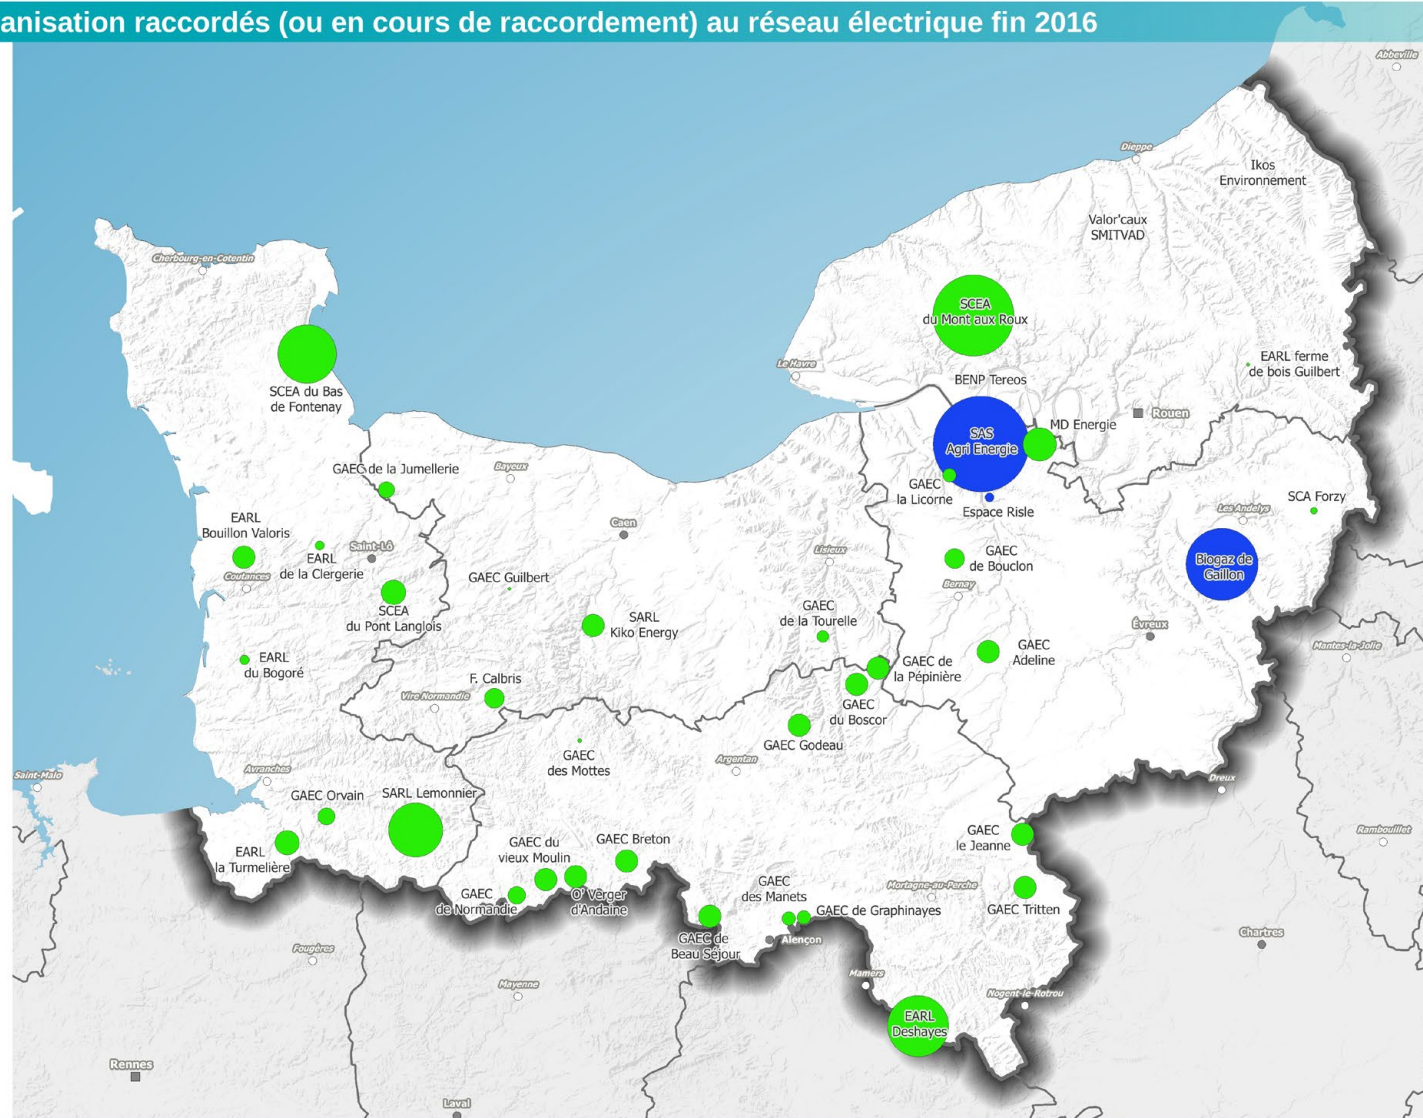 anisation raccordés (ou en cours de raccordement) au réseau électrique fin 2016
Abbeville
Dieppe
Ikos
Environnement
Valor'caux
SMITVAD
Cherbourg-en-Cotentin
SCEA
du Mont aux Roux
EARL ferme
de bois Guilbert
Le Havre
BENP Tereos
SCEA du Bas
de Fontenay
Rouen
MD Energie
SAS
Agri Energie
GAEC de la Jumellerie
Bayeux
GAEC
la Licorne
Espace Risle
SCA Forzy
Les Andelys
EARL
Bouillon Valoris
Caen
Saint-Lô
Lisieux
EARL
de la Clergerie
GAEC
de Bouclon
Biogaz de
Gaillon
Coutances
GAEC Guilbert
Bernay
SCEA
du Pont Langlois
SARL
Kiko Energy
GAEC
de la Tourelle
Évreux
Mantes-la-Jolie
EARL
du Bogoré
GAEC
Adeline
GAEC de
la Pépinière
F. Calbris
Vire Normandie
GAEC
du Boscor
GAEC Godeau
GAEC
des Mottes
Argentan
Saint-Malo
Avranches
Dreux
GAEC Orvain
SARL Lemonnier
Rambouillet
GAEC
le Jeanne
EARL
la Turmelière
GAEC du
vieux Moulin
GAEC Breton
GAEC
de Normandie
O' Verger
d'Andaine
GAEC
des Manets
Mortagne-au-Perche
GAEC de Graphinayes
GAEC Tritten
GAEC de
Beau Séjour
Alençon
Chartres
Fougères
Mayenne
Mamers
Nogent-le-Rotrou
EARL
Deshayes
Rennes
Laval